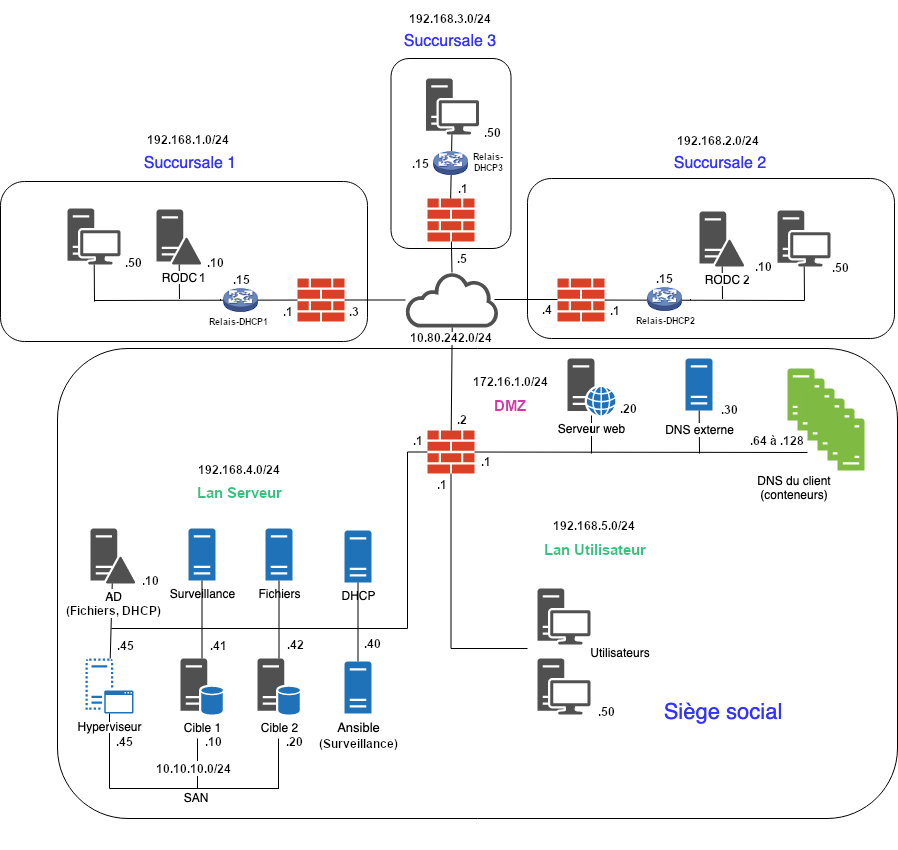 192.168.3.0/24
Succursale 3
.50
.15
Relais-
DHCP3
.1
.5
192.168.1.0/24
Succursale 1
.50
.10
RODC 1
.15
.1
.3
Relais-DHCP1
192.168.2.0/24
Succursale 2
.15
RODC 2
.10
.50
.4
.1
Relais-DHCP2
10.80.242.0/24
172.16.1.0/24
DMZ
.20
Serveur web
.30
DNS externe
.64 à .128
DNS du client
(conteneurs)
.2
.1
.1
.1
192.168.4.0/24
Lan Serveur
192.168.5.0/24
Lan Utilisateur
.10
AD
(Fichiers, DHCP)
Surveillance
Fichiers
DHCP
.45
.41
.42
.40
Hyperviseur
.45
Cible 1
.10
Cible 2
.20
Ansible
(Surveillance)
10.10.10.0/24
SAN
Utilisateurs
.50
Siège social